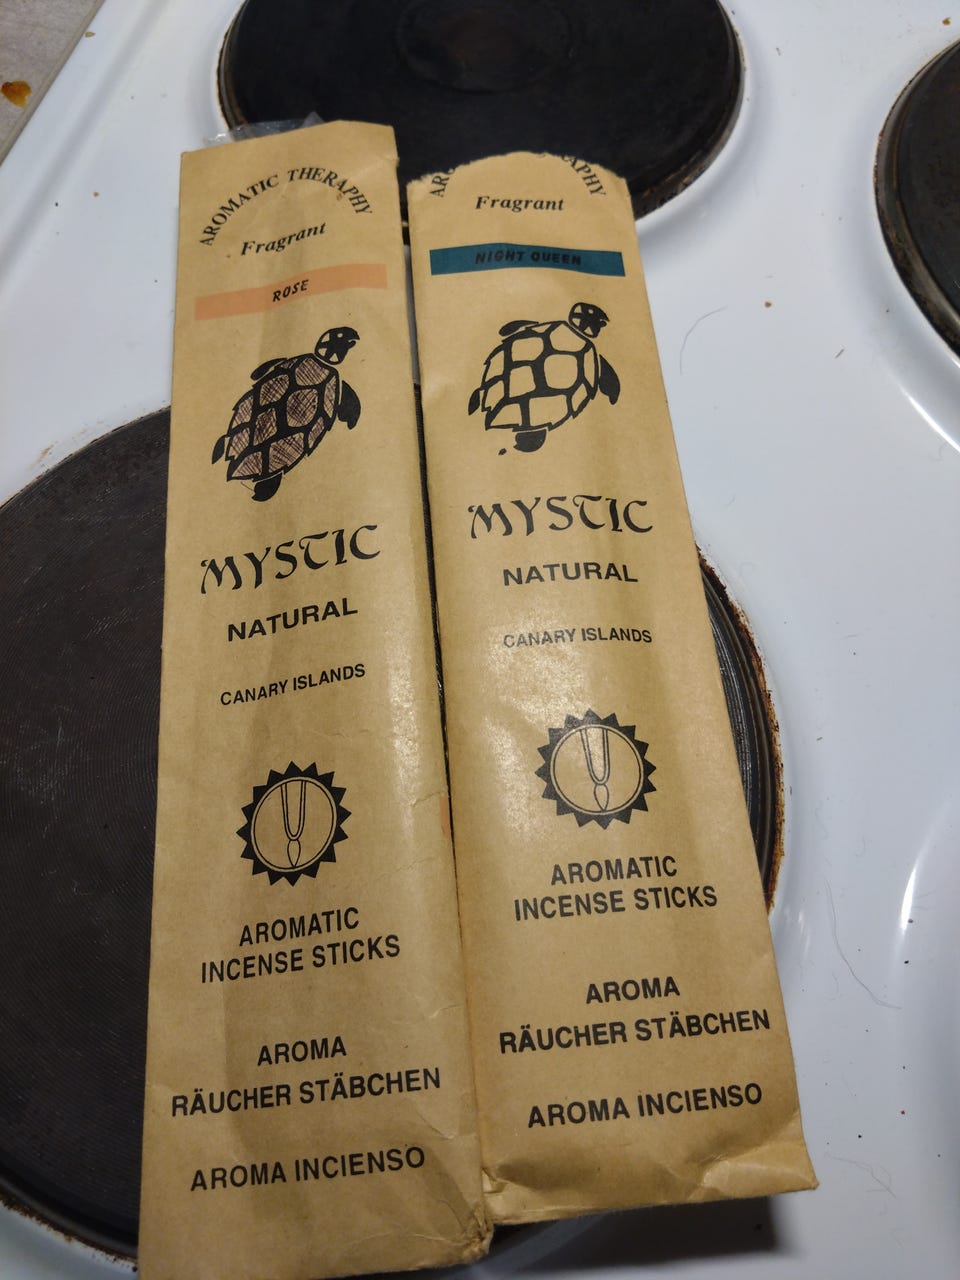 AROMATIC THERAPHY
Fragrant
ROSE
MYSTIC
NATURAL
CANARY ISLANDS
AROMATIC
INCENSE STICKS
AROMA
RÄUCHER STÄBCHEN
AROMA INCIENSO
Fragrant
NIGHT QUEEN
MYSTIC
NATURAL
CANARY ISLANDS
AROMATIC
INCENSE STICKS
AROMA
RÄUCHER STÄBCHEN
AROMA INCIENSO